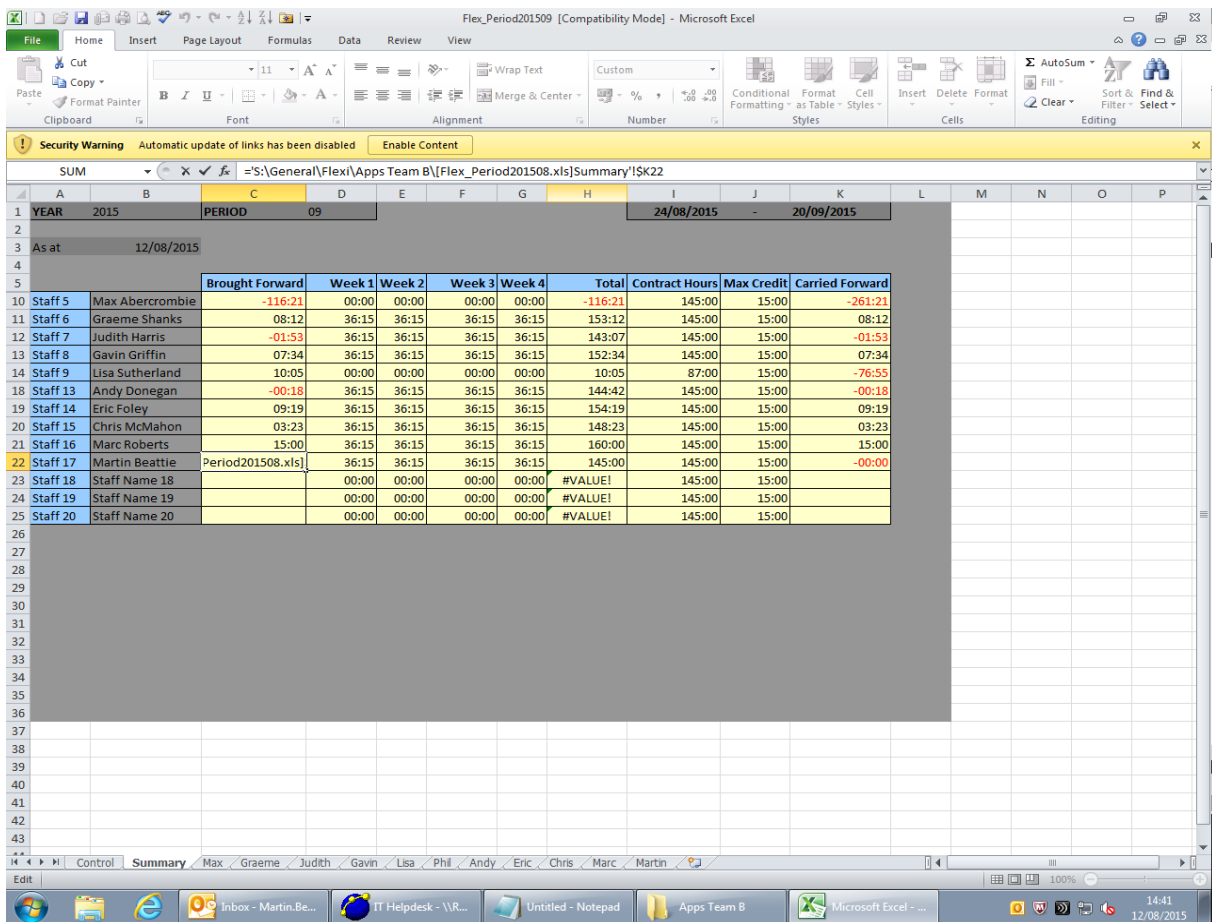 Flex_Period201509 [Compatibility Mode] - Microsoft Excel
File Home Insert Page Layout Formulas Data Review View
Paste Cut Copy Format Painter Clipboard
11 A A B I U A Font
Wrap Text Merge & Center Alignment
Custom % , .0 .00 .00 .0 Number
Conditional Formatting Format as Table Cell Styles Styles
Insert Delete Format Cells
Σ AutoSum Fill Clear Sort & Filter Find & Select Editing
Security Warning Automatic update of links has been disabled Enable Content
SUM fx ='S:\General\Flexi\Apps Team B\[Flex_Period201508.xls]Summary'!$K22
A B C D E F G H I J K L M N O P
1 YEAR 2015 PERIOD 09 24/08/2015 - 20/09/2015
2
3 As at 12/08/2015
4
5 Brought Forward Week 1 Week 2 Week 3 Week 4 Total Contract Hours Max Credit Carried Forward
10 Staff 5 Max Abercrombie -116:21 00:00 00:00 00:00 00:00 -116:21 145:00 15:00 -261:21
11 Staff 6 Graeme Shanks 08:12 36:15 36:15 36:15 36:15 153:12 145:00 15:00 08:12
12 Staff 7 Judith Harris -01:53 36:15 36:15 36:15 36:15 143:07 145:00 15:00 -01:53
13 Staff 8 Gavin Griffin 07:34 36:15 36:15 36:15 36:15 152:34 145:00 15:00 07:34
14 Staff 9 Lisa Sutherland 10:05 00:00 00:00 00:00 00:00 10:05 87:00 15:00 -76:55
18 Staff 13 Andy Donegan -00:18 36:15 36:15 36:15 36:15 144:42 145:00 15:00 -00:18
19 Staff 14 Eric Foley 09:19 36:15 36:15 36:15 36:15 154:19 145:00 15:00 09:19
20 Staff 15 Chris McMahon 03:23 36:15 36:15 36:15 36:15 148:23 145:00 15:00 03:23
21 Staff 16 Marc Roberts 15:00 36:15 36:15 36:15 36:15 160:00 145:00 15:00 15:00
22 Staff 17 Martin Beattie Period201508.xls] 36:15 36:15 36:15 36:15 145:00 145:00 15:00 -00:00
23 Staff 18 Staff Name 18 00:00 00:00 00:00 00:00 #VALUE! 145:00 15:00
24 Staff 19 Staff Name 19 00:00 00:00 00:00 00:00 #VALUE! 145:00 15:00
25 Staff 20 Staff Name 20 00:00 00:00 00:00 00:00 #VALUE! 145:00 15:00
26
27
28
29
30
31
32
33
34
35
36
37
38
39
40
41
42
43
Control Summary Max Graeme Judith Gavin Lisa Phil Andy Eric Chris Marc Martin
Edit 100%
Inbox - Martin.Be... IT Helpdesk - \\R... Untitled - Notepad Apps Team B Microsoft Excel - ... 14:41
12/08/2015